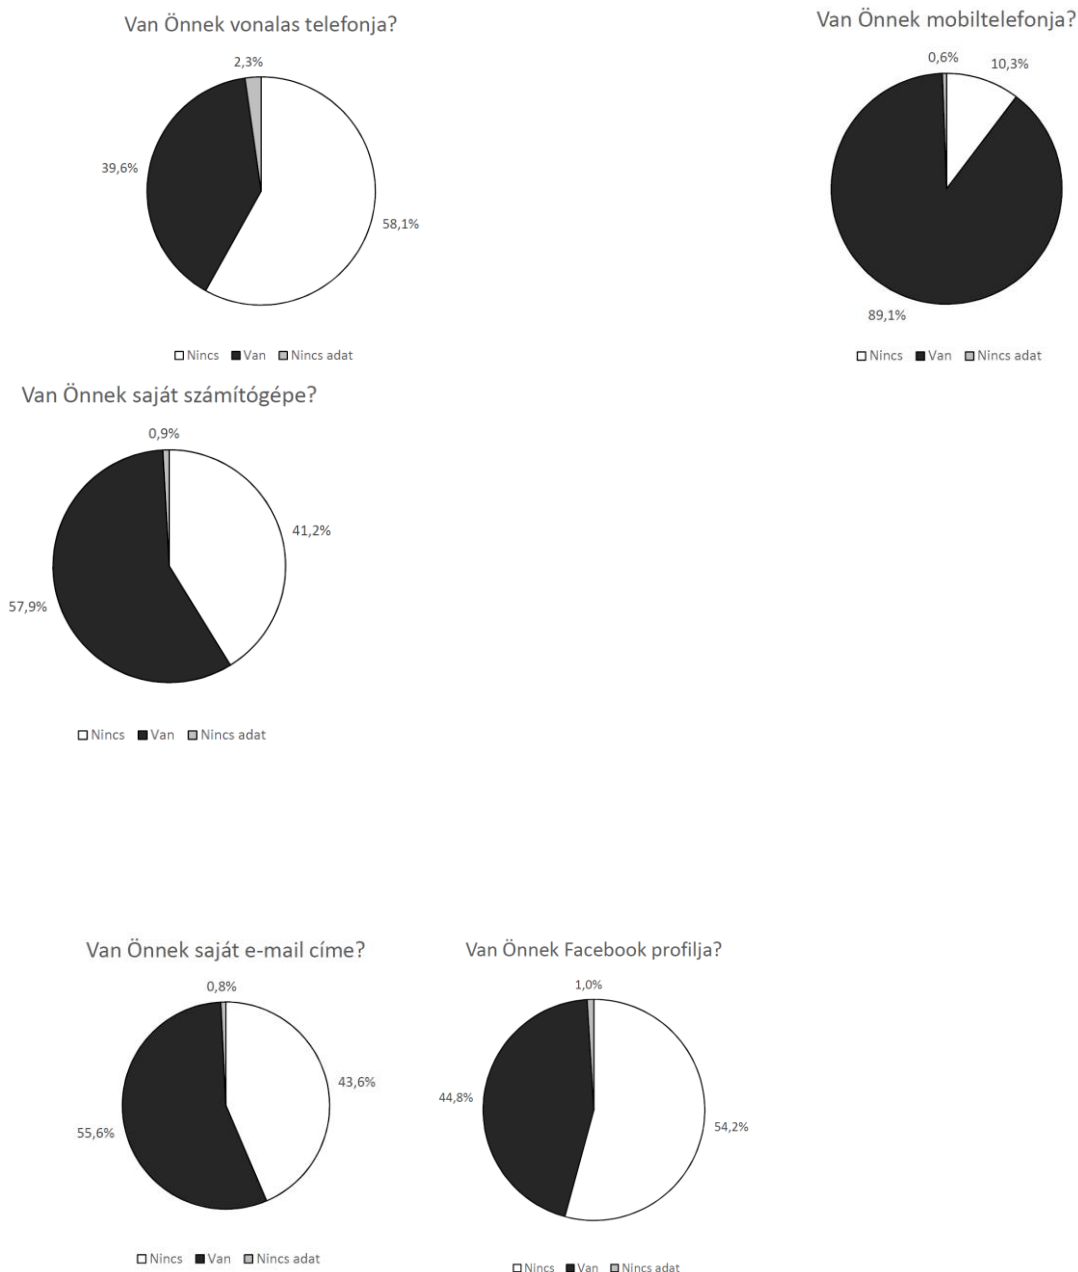 Van Önnek vonalas telefonja?
2,3%
39,6%
58,1%
Nincs Van Nincs adat
Van Önnek mobiltelefonja?
0,6%
10,3%
89,1%
Nincs Van Nincs adat
Van Önnek saját számítógépe?
0,9%
41,2%
57,9%
Nincs Van Nincs adat
Van Önnek saját e-mail címe?
0,8%
43,6%
55,6%
Nincs Van Nincs adat
Van Önnek Facebook profilja?
1,0%
44,8%
54,2%
Nincs Van Nincs adat